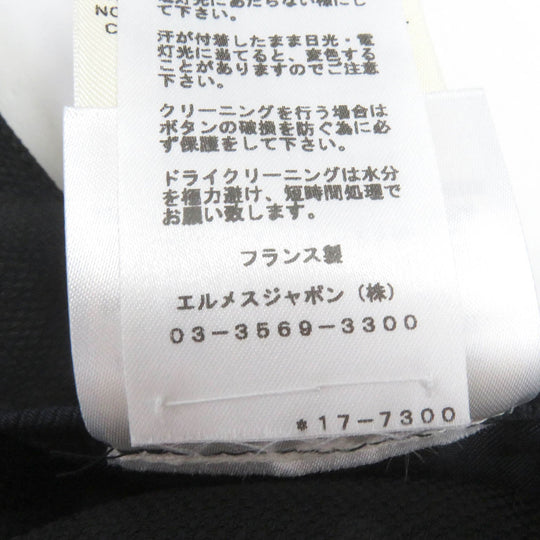 NO
C
電灯光にあたらない様にし
て下さい。
汗が付着したまま日光・電
灯光に当てると、変色する
ことがありますのでご注意
下さい。
クリーニングを行う場合は
ボタンの破損を防ぐ為に必
ず保護をして下さい。
ドライクリーニングは水分
を極力避け、短時間処理で
お願い致します。
フランス製
エルメスジャポン（株）
03-3569-3300
*17-7300